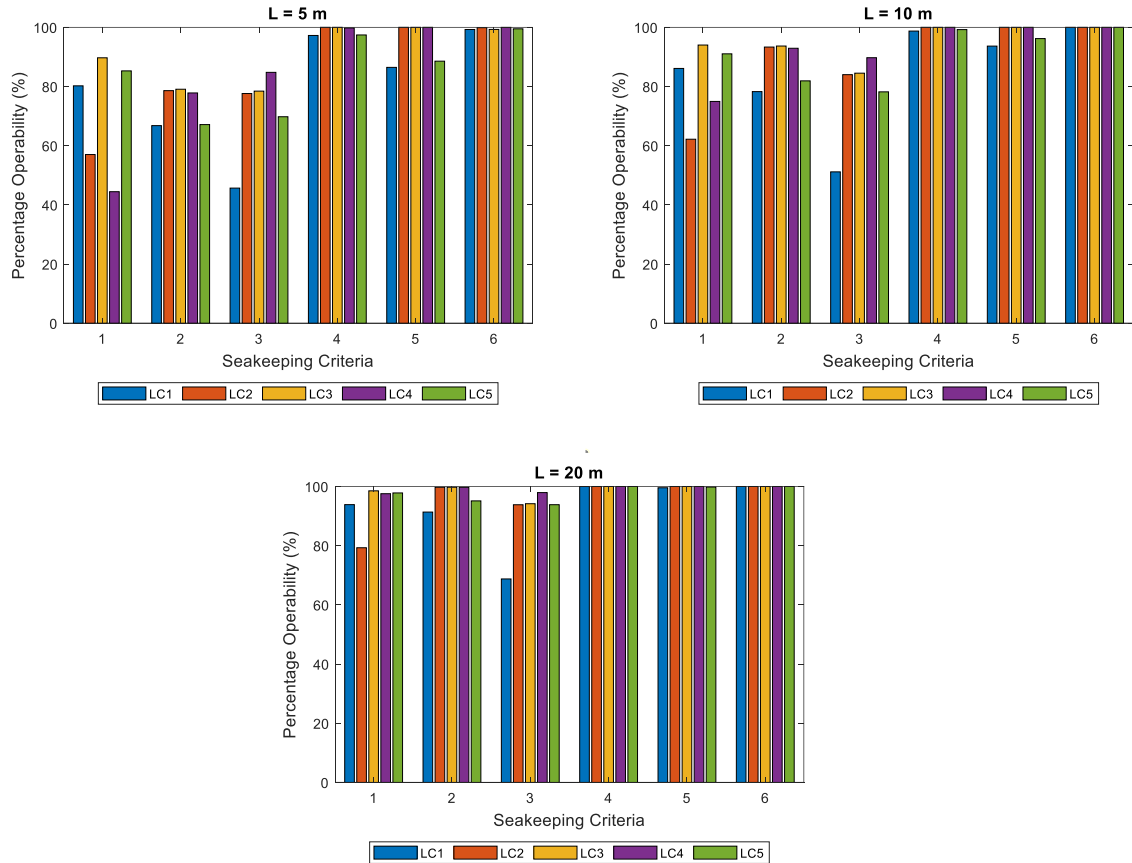 L = 5 m
100
80
60
40
20
0
Percentage Operability (%)
1 2 3 4 5 6
Seakeeping Criteria
LC1 LC2 LC3 LC4 LC5
L = 10 m
100
80
60
40
20
0
Percentage Operability (%)
1 2 3 4 5 6
Seakeeping Criteria
LC1 LC2 LC3 LC4 LC5
L = 20 m
100
80
60
40
20
0
Percentage Operability (%)
1 2 3 4 5 6
Seakeeping Criteria
LC1 LC2 LC3 LC4 LC5